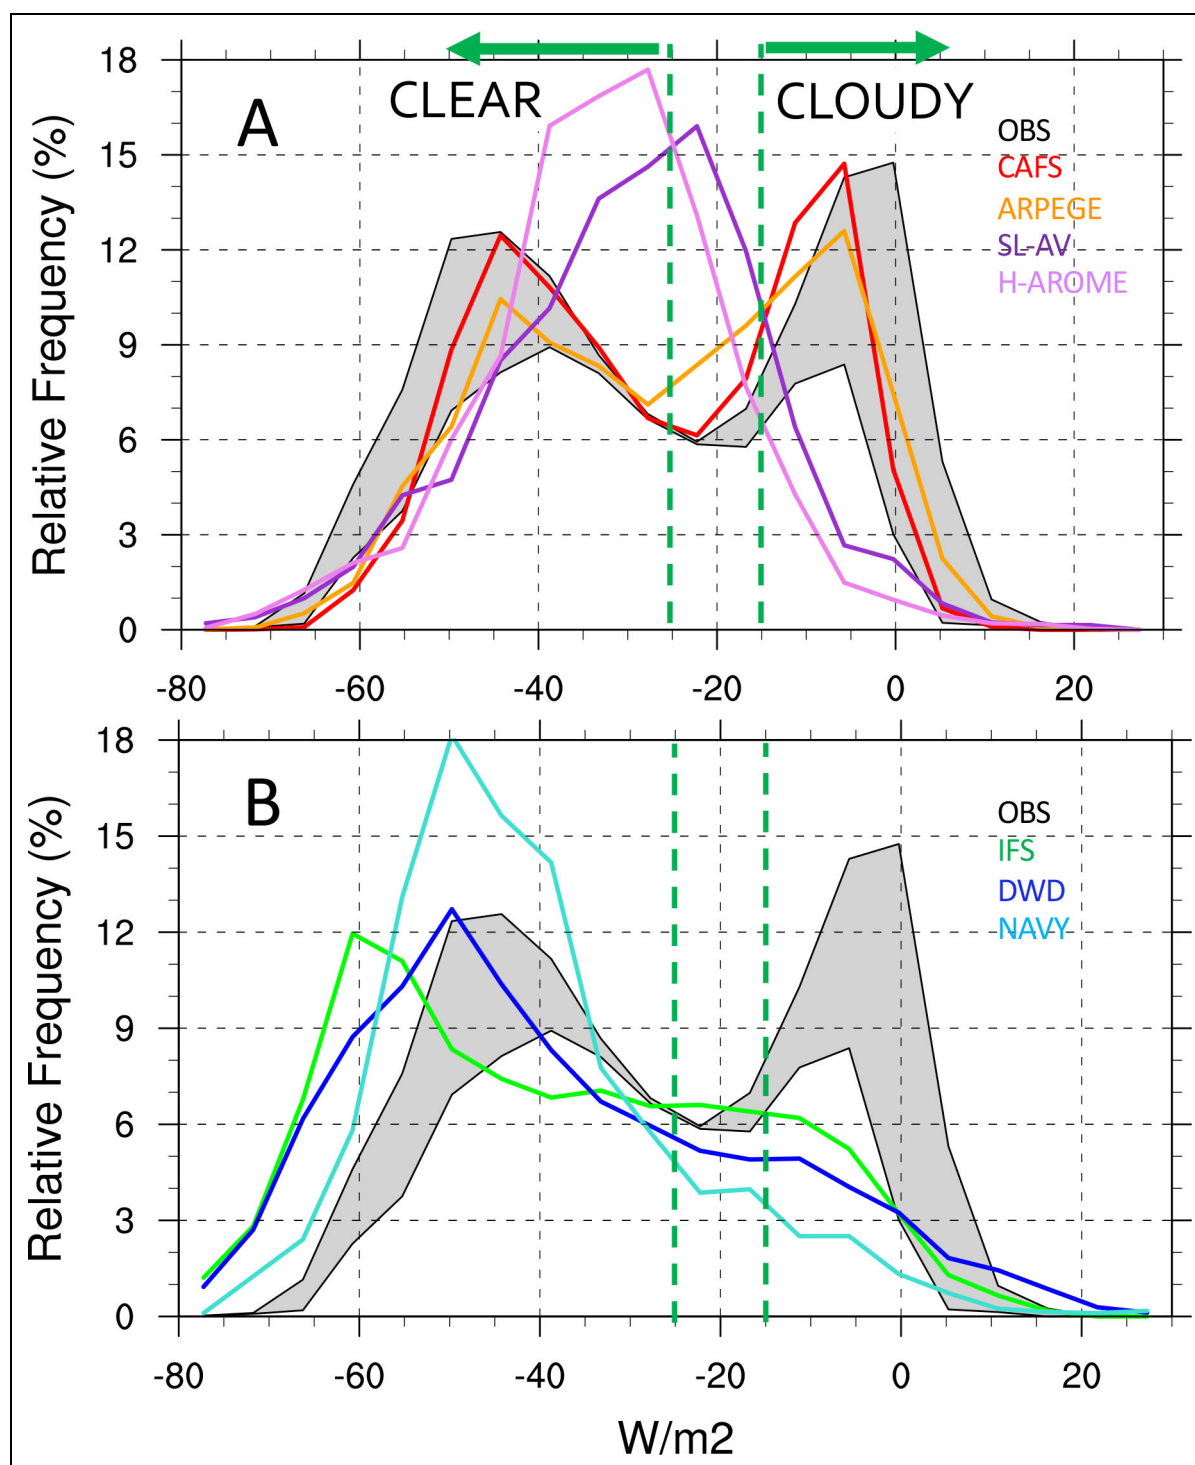 CLEAR
CLOUDY
A
Relative Frequency (%)
18
15
12
9
6
3
0
OBS
CAFS
ARPEGE
SL-AV
H-AROME
-80 -60 -40 -20 0 20
B
Relative Frequency (%)
18
15
12
9
6
3
0
OBS
IFS
DWD
NAVY
-80 -60 -40 -20 0 20
W/m2